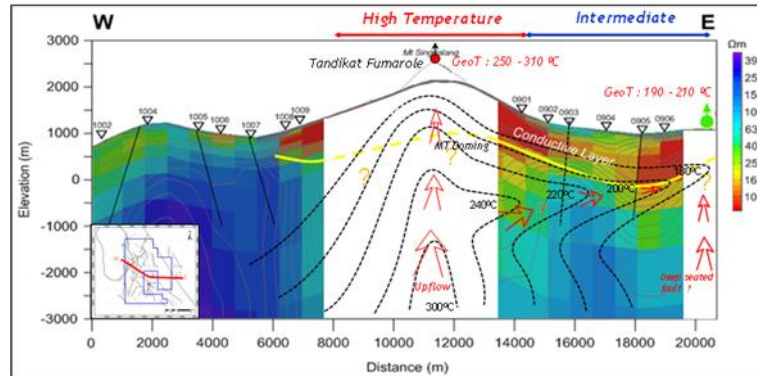 W
High Temperature
Intermediate
E
Tandikat Fumarole
GeoT : 250 - 310 ºC
GeoT : 190 - 210 ºC
Ωm
Elevation (m)
3000
2000
1000
0
-1000
-2000
-3000
1002
1004
1005
1006
1007
1008
1009
0901
0902
0903
0904
0905
0906
Conductive Layer
MT Doming
?
?
?
?
180ºC
200ºC
220ºC
240ºC
300ºC
Upflow
Deep seated
fault ?
10
0 2000 4000 6000 8000 10000 12000 14000 16000 18000 20000
Distance (m)